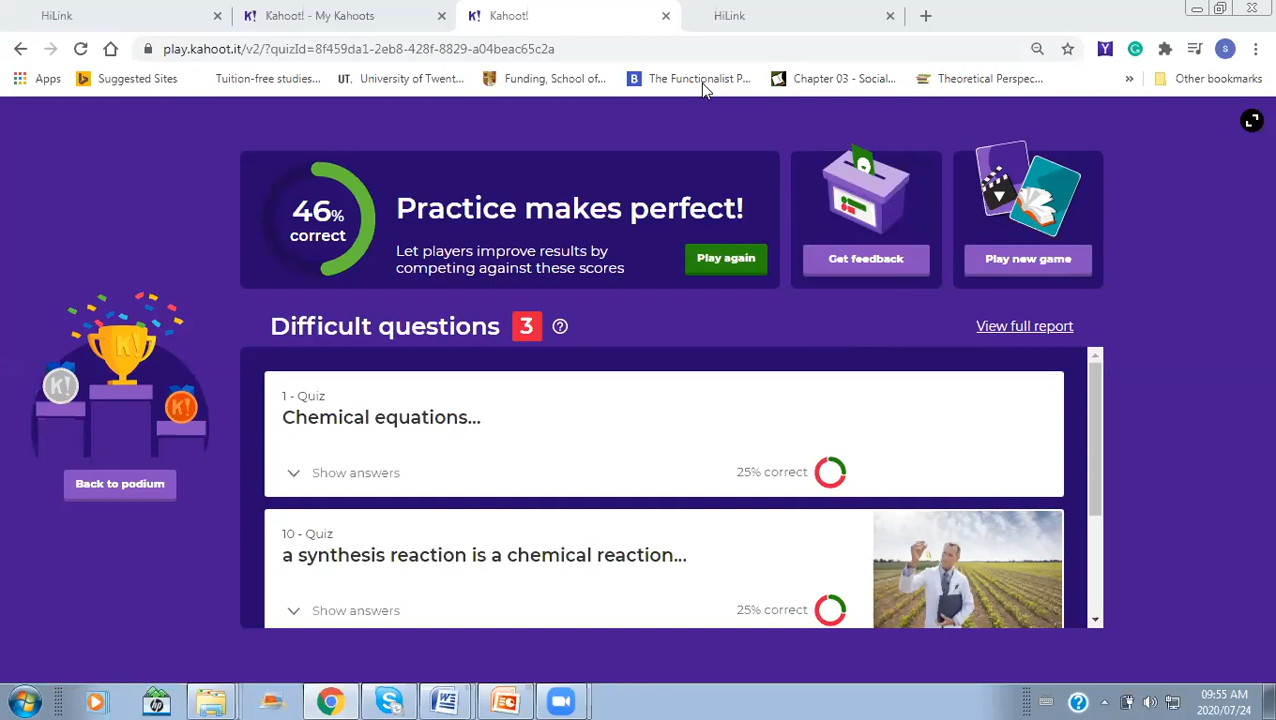 HiLink
K! Kahoot! - My Kahoots
K! Kahoot!
HiLink
play.kahoot.it/v2/?quizId=8f459da1-2eb8-428f-8829-a04beac65c2a
S
Apps
Suggested Sites
Tuition-free studies...
UT. University of Twent...
Funding, School of...
B The Functionalist P...
Chapter 03 - Social...
Theoretical Perspec...
»
Other bookmarks
46%
correct
Practice makes perfect!
Let players improve results by
competing against these scores
Play again
Get feedback
Play new game
Difficult questions 3 ?
View full report
K!
K!
K!
Back to podium
1 - Quiz
Chemical equations...
Show answers
25% correct
10 - Quiz
a synthesis reaction is a chemical reaction...
Show answers
25% correct
hp
09:55 AM
2020/07/24